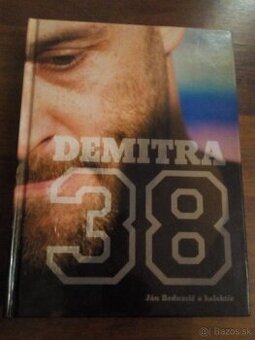 DEMITRA
38
Ján Bednarič a kolektív
© Bazos.sk